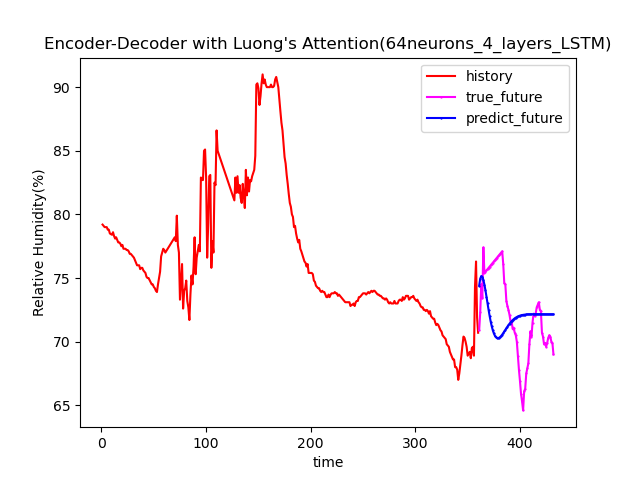 Encoder-Decoder with Luong's Attention(64neurons_4_layers_LSTM)
history
true_future
predict_future
Relative Humidity(%)
90
85
80
75
70
65
0
100
200
300
400
time